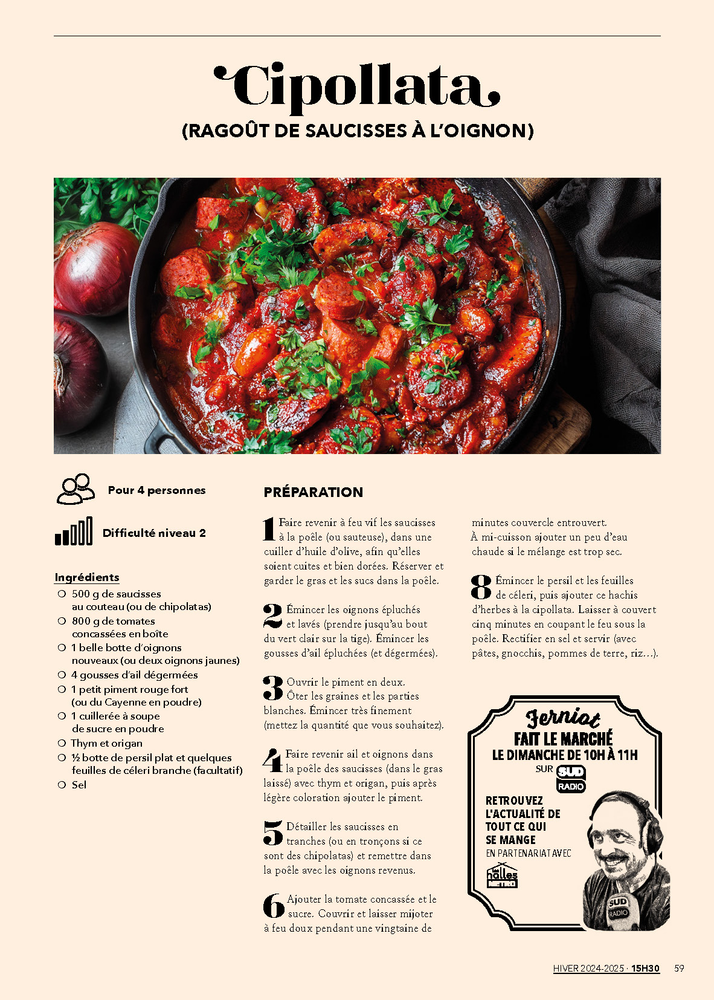 Cipollata
(RAGOÛT DE SAUCISSES À L’OIGNON)
Pour 4 personnes
Difficulté niveau 2
Ingrédients
❍ 500 g de saucisses
au couteau (ou de chipolatas)
❍ 800 g de tomates
concassées en boîte
❍ 1 belle botte d’oignons
nouveaux (ou deux oignons jaunes)
❍ 4 gousses d’ail dégermées
❍ 1 petit piment rouge fort
(ou du Cayenne en poudre)
❍ 1 cuillerée à soupe
de sucre en poudre
❍ Thym et origan
❍ ½ botte de persil plat et quelques
feuilles de céleri branche (facultatif)
❍ Sel
PRÉPARATION
1 Faire revenir à feu vif les saucisses
à la poêle (ou sauteuse), dans une
cuiller d’huile d’olive, afin qu’elles
soient cuites et bien dorées. Réserver et
garder le gras et les sucs dans la poêle.
2 Émincer les oignons épluchés
et lavés (prendre jusqu’au bout
du vert clair sur la tige). Émincer les
gousses d’ail épluchées (et dégermées).
3 Ouvrir le piment en deux.
Ôter les graines et les parties
blanches. Émincer très finement
(mettez la quantité que vous souhaitez).
4 Faire revenir ail et oignons dans
la poêle des saucisses (dans le gras
laissé) avec thym et origan, puis après
légère coloration ajouter le piment.
5 Détailler les saucisses en
tranches (ou en tronçons si ce
sont des chipolatas) et remettre dans
la poêle avec les oignons revenus.
6 Ajouter la tomate concassée et le
sucre. Couvrir et laisser mijoter
à feu doux pendant une vingtaine de
minutes couvercle entrouvert.
À mi-cuisson ajouter un peu d’eau
chaude si le mélange est trop sec.
8 Émincer le persil et les feuilles
de céleri, puis ajouter ce hachis
d’herbes à la cipollata. Laisser à couvert
cinq minutes en coupant le feu sous la
poêle. Rectifier en sel et servir (avec
pâtes, gnocchis, pommes de terre, riz…).
Ferniot
FAIT LE MARCHÉ
LE DIMANCHE DE 10H À 11H
SUR SUD
RADIO
RETROUVEZ
L'ACTUALITÉ DE
TOUT CE QUI
SE MANGE
EN PARTENARIAT AVEC
les
halles
METRO
SUD
RADIO
HIVER 2024-2025 · 15H30 59